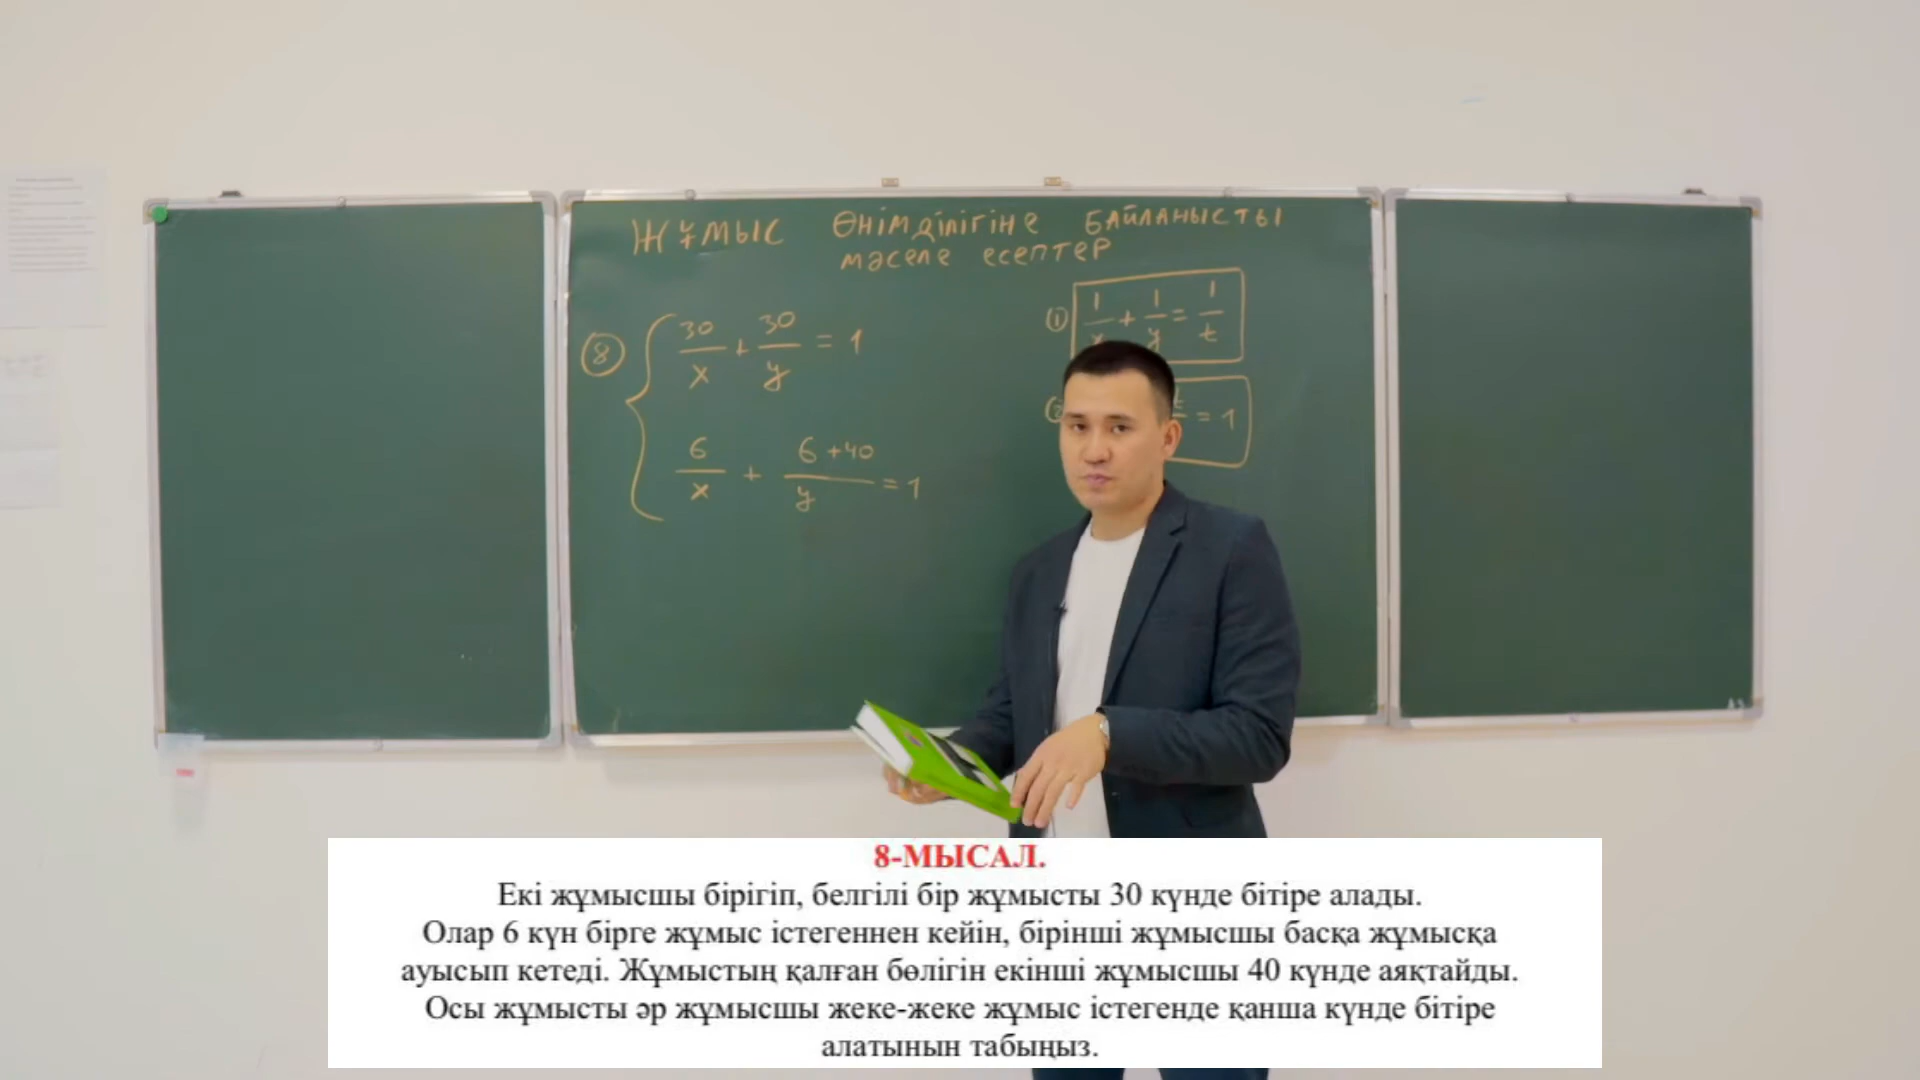 ЖҰМЫС ӨНІМДІЛІГІНЕ БАЙЛАНЫСТЫ
МӘСЕЛЕ ЕСЕПТЕР
⑧ { 30/x + 30/y = 1
6/x + (6+40)/y = 1
① 1/x + 1/y = 1/t
= 1
8-МЫСАЛ.
Екі жұмысшы бірігіп, белгілі бір жұмысты 30 күнде бітіре алады.
Олар 6 күн бірге жұмыс істегеннен кейін, бірінші жұмысшы басқа жұмысқа
ауысып кетеді. Жұмыстың қалған бөлігін екінші жұмысшы 40 күнде аяқтайды.
Осы жұмысты әр жұмысшы жеке-жеке жұмыс істегенде қанша күнде бітіре
алатынын табыңыз.